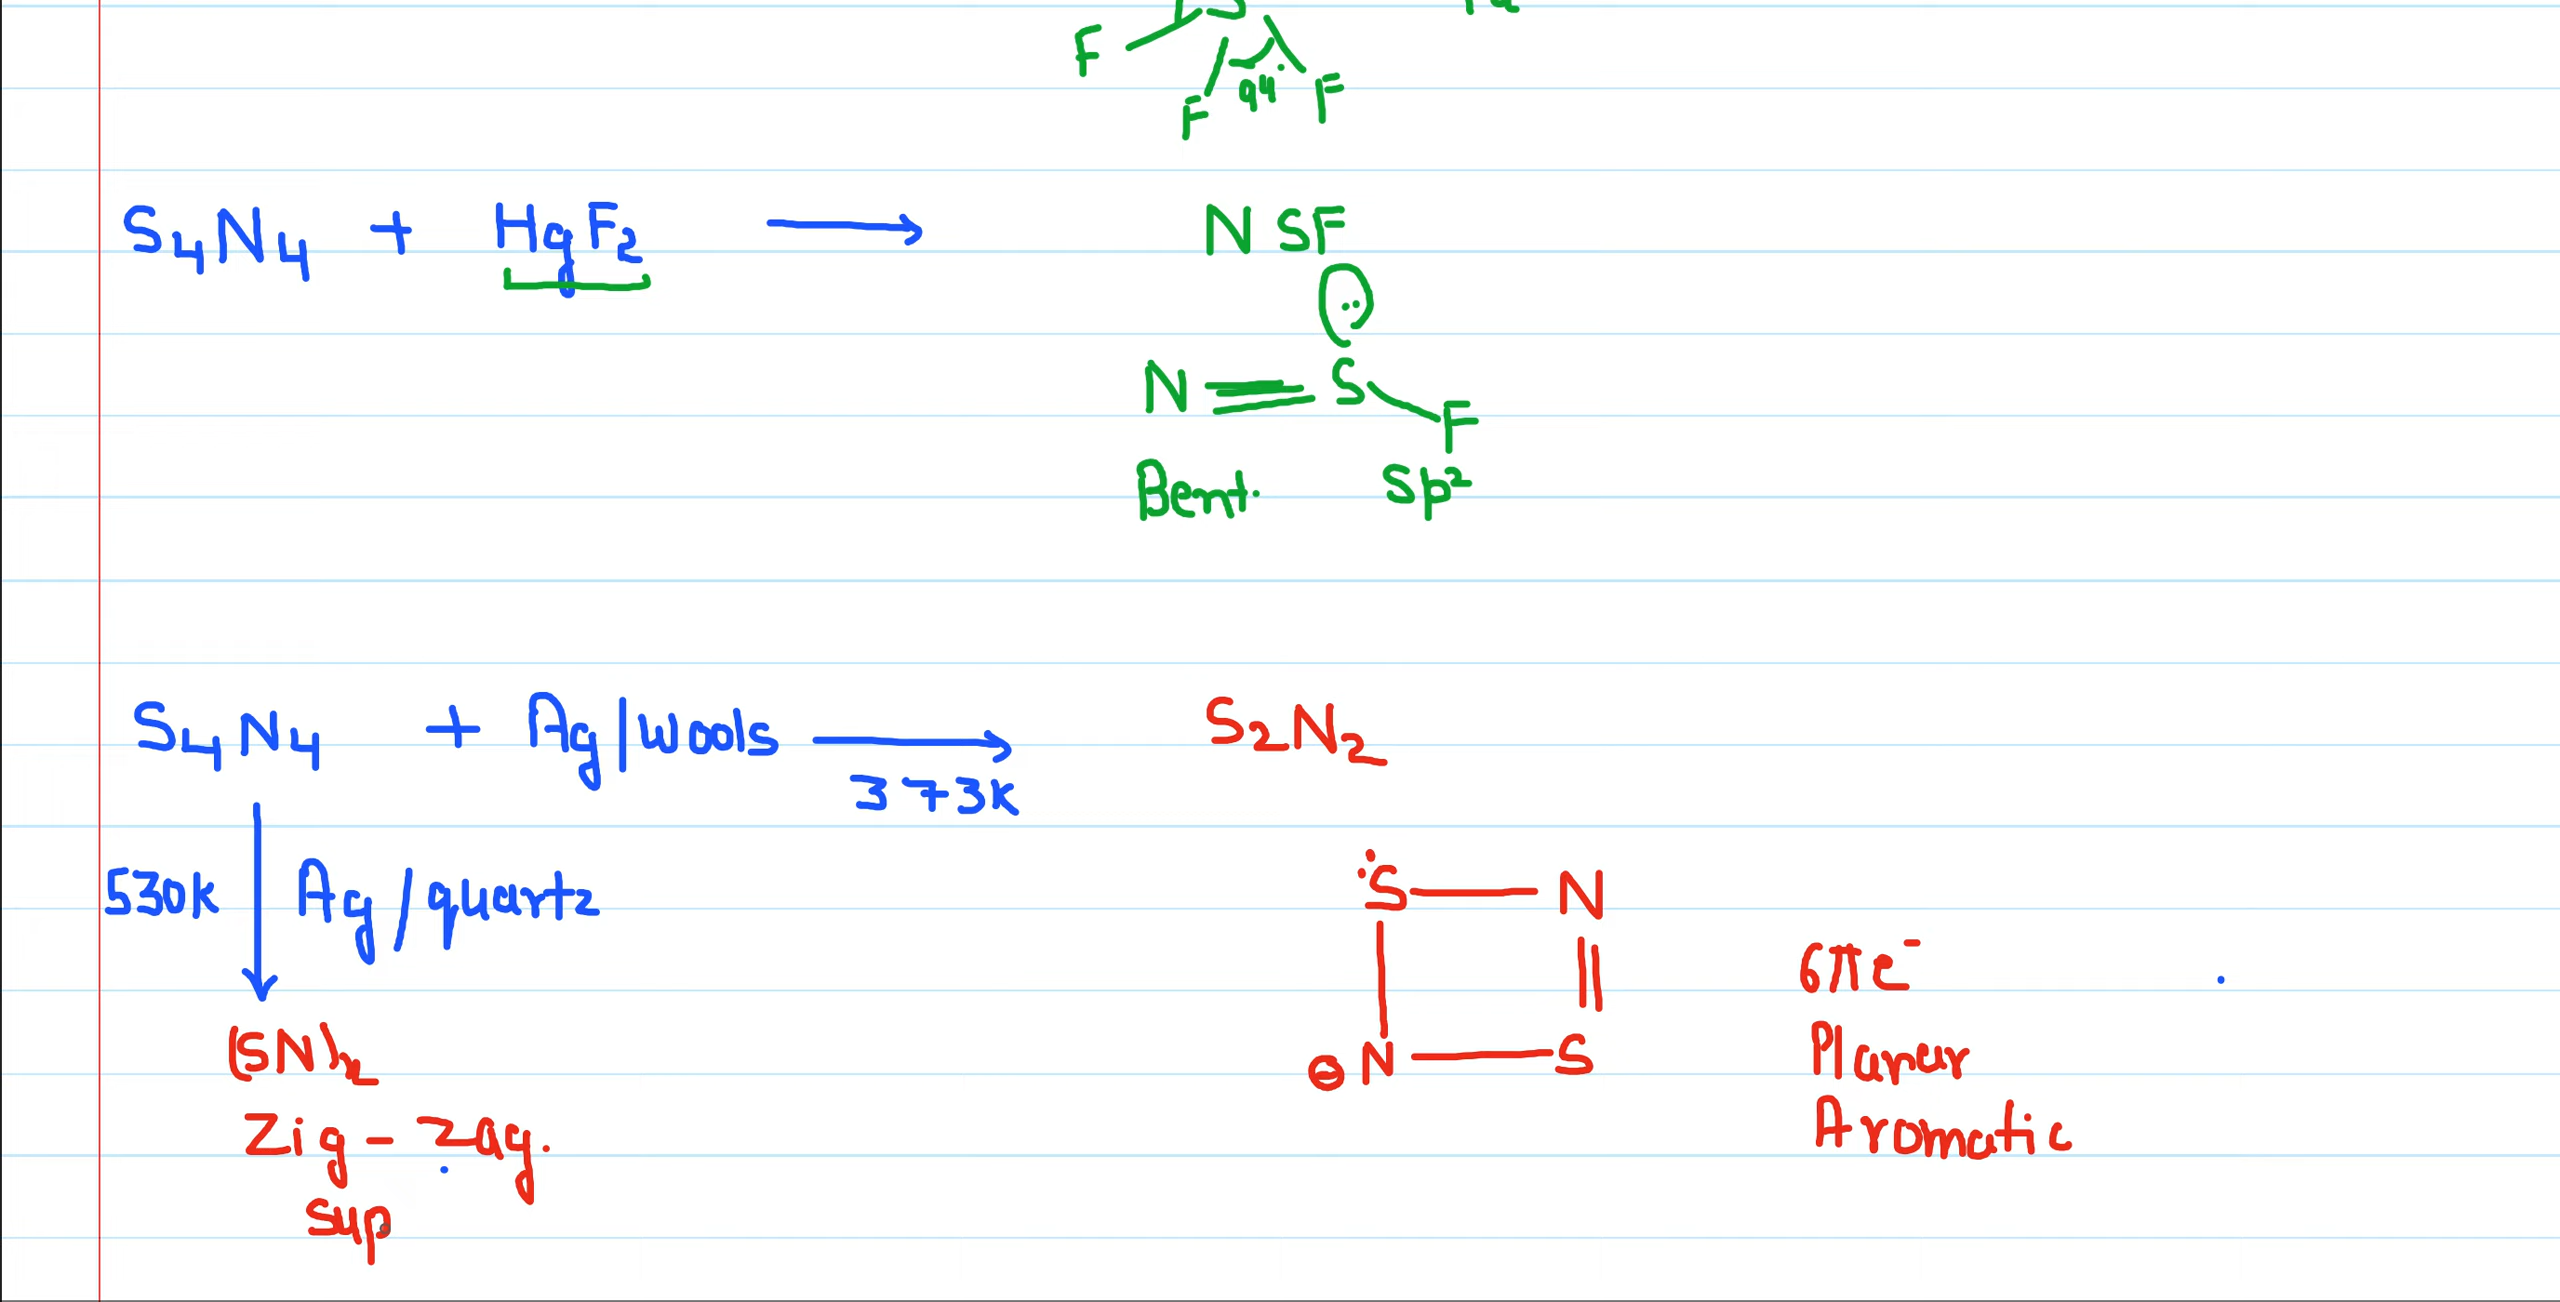 F
F 94° F
S₄N₄ + HgF₂ ⟶ NSF
N≡S
F
Bent. Sp²
S₄N₄ + Ag|wools ⟶ S₂N₂
373K
:S—N
530K Ag/quartz
6πe⁻
(SN)ₓ
⊖N—S Planar
Zig-zag. Aromatic
sup